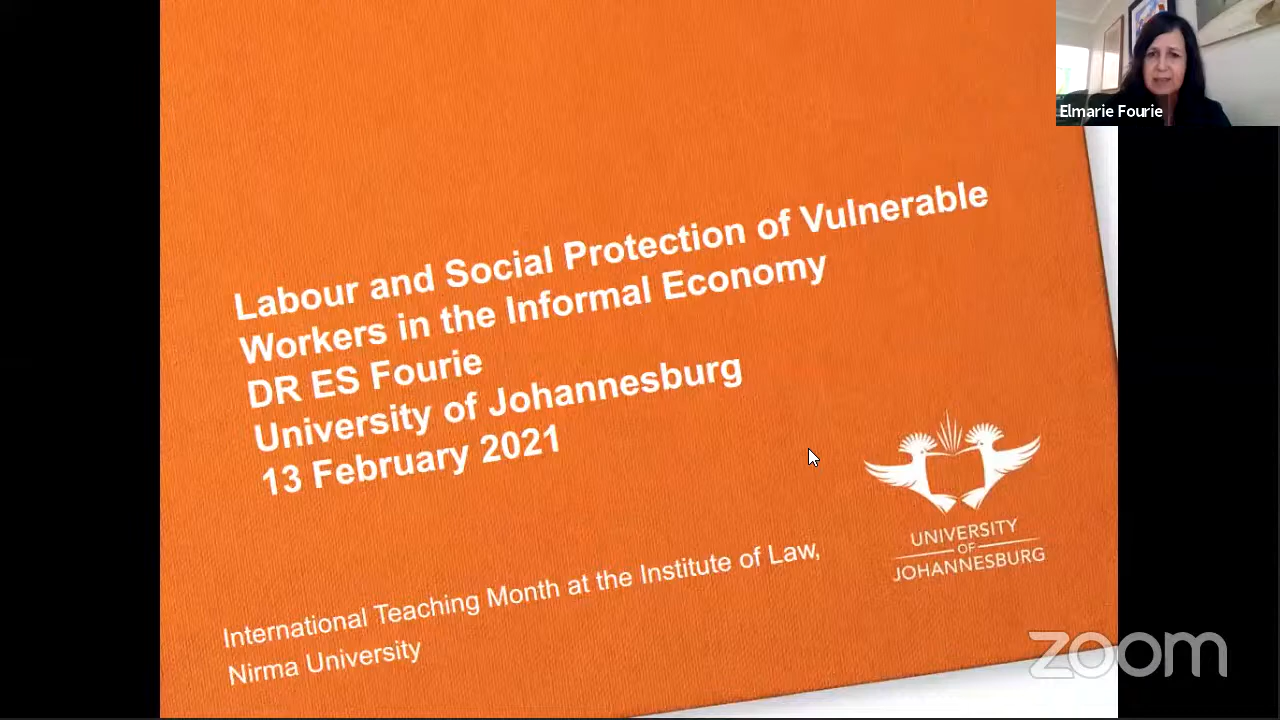 Elmarie Fourie
Labour and Social Protection of Vulnerable
Workers in the Informal Economy
DR ES Fourie
University of Johannesburg
13 February 2021
UNIVERSITY
OF
JOHANNESBURG
International Teaching Month at the Institute of Law,
Nirma University
zoom